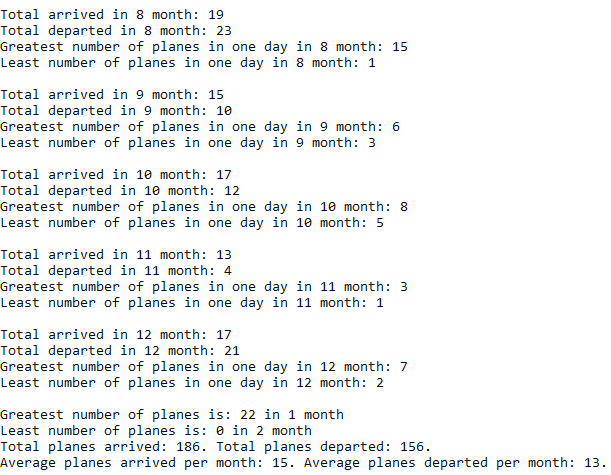 Total arrived in 8 month: 19
Total departed in 8 month: 23
Greatest number of planes in one day in 8 month: 15
Least number of planes in one day in 8 month: 1

Total arrived in 9 month: 15
Total departed in 9 month: 10
Greatest number of planes in one day in 9 month: 6
Least number of planes in one day in 9 month: 3

Total arrived in 10 month: 17
Total departed in 10 month: 12
Greatest number of planes in one day in 10 month: 8
Least number of planes in one day in 10 month: 5

Total arrived in 11 month: 13
Total departed in 11 month: 4
Greatest number of planes in one day in 11 month: 3
Least number of planes in one day in 11 month: 1

Total arrived in 12 month: 17
Total departed in 12 month: 21
Greatest number of planes in one day in 12 month: 7
Least number of planes in one day in 12 month: 2

Greatest number of planes is: 22 in 1 month
Least number of planes is: 0 in 2 month
Total planes arrived: 186. Total planes departed: 156.
Average planes arrived per month: 15. Average planes departed per month: 13.